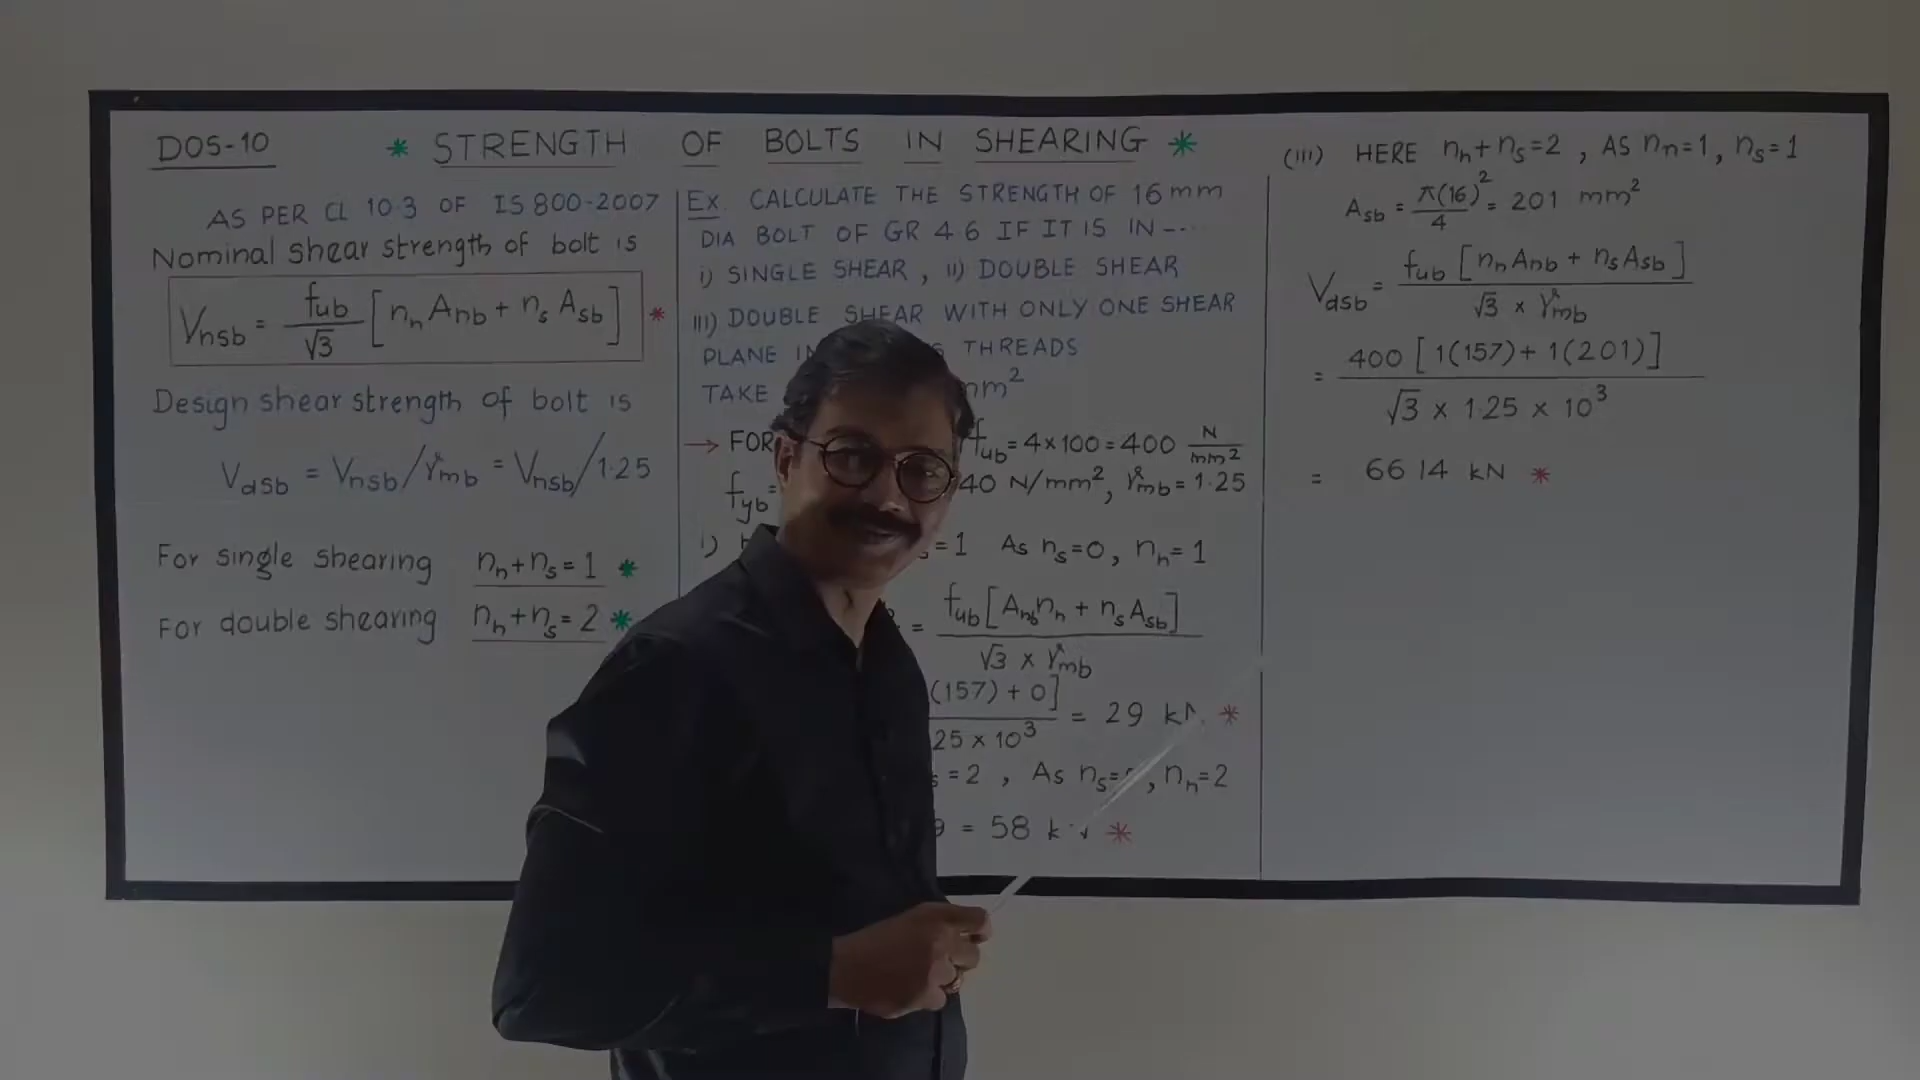 DOS-10
* STRENGTH OF BOLTS IN SHEARING *
AS PER CL 10.3 OF IS 800-2007
Nominal shear strength of bolt is
Vnsb = fub/√3 [nn Anb + ns Asb] *
Design shear strength of bolt is
Vdsb = Vnsb/γmb = Vnsb/1.25
For single shearing nn+ns=1 *
For double shearing nn+ns=2 *
Ex. CALCULATE THE STRENGTH OF 16 mm
DIA BOLT OF GR 4.6 IF IT IS IN -...
i) SINGLE SHEAR, ii) DOUBLE SHEAR
iii) DOUBLE SHEAR WITH ONLY ONE SHEAR
PLANE THREADS
TAKE mm²
→ FOR fub = 4×100 = 400 N/mm²
fyb = 40 N/mm², γmb = 1.25
i) =1 As ns=0, nn=1
= fub [Anb nn + ns Asb] / √3 × γmb
(157) + 0] / 25 × 10³ = 29 kN *
s = 2, As ns= , nn=2
= 58 k *
(iii) HERE nn+ns=2, AS nn=1, ns=1
Asb = π(16)²/4 = 201 mm²
Vdsb = fub [nn Anb + ns Asb] / √3 × γmb
= 400 [1(157) + 1(201)] / √3 × 1.25 × 10³
= 66.14 kN *